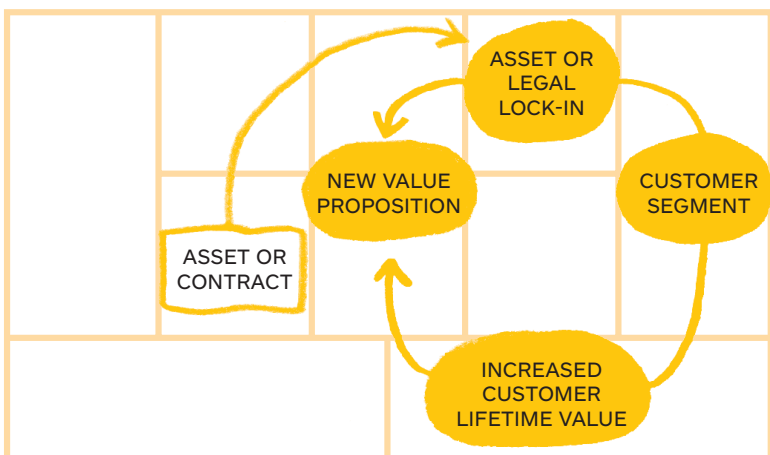 ASSET OR
LEGAL
LOCK-IN
NEW VALUE
PROPOSITION
CUSTOMER
SEGMENT
ASSET OR
CONTRACT
INCREASED
CUSTOMER
LIFETIME VALUE